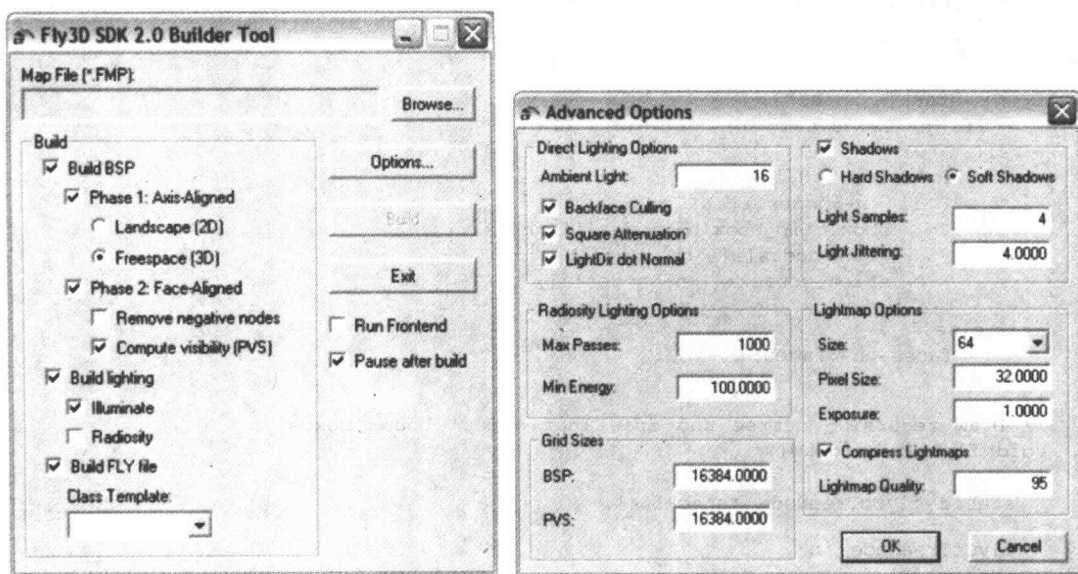 Fly3D SDK 2.0 Builder Tool
Map File (*.FMP):
Browse...
Build
Build BSP
Options...
Phase 1: Axis-Aligned
Landscape (2D)
Build
Freespace (3D)
Exit
Phase 2: Face-Aligned
Remove negative nodes
Run Frontend
Compute visibility (PVS)
Pause after build
Build lighting
Illuminate
Radiosity
Build FLY file
Class Template:
Advanced Options
Direct Lighting Options
Ambient Light: 16
Backface Culling
Square Attenuation
LightDir dot Normal
Shadows
Hard Shadows Soft Shadows
Light Samples: 4
Light Jittering: 4.0000
Radiosity Lighting Options
Max Passes: 1000
Min Energy: 100.0000
Lightmap Options
Size: 64
Pixel Size: 32.0000
Exposure: 1.0000
Compress Lightmaps
Lightmap Quality: 95
Grid Sizes
BSP: 16384.0000
PVS: 16384.0000
OK Cancel